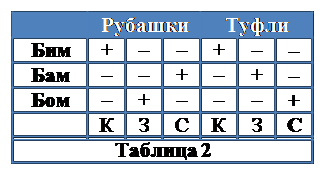 Рубашки Туфли
Бим + – – + – –
Бам – – + – + –
Бом – + – – – +
К З С К З С
Таблица 2